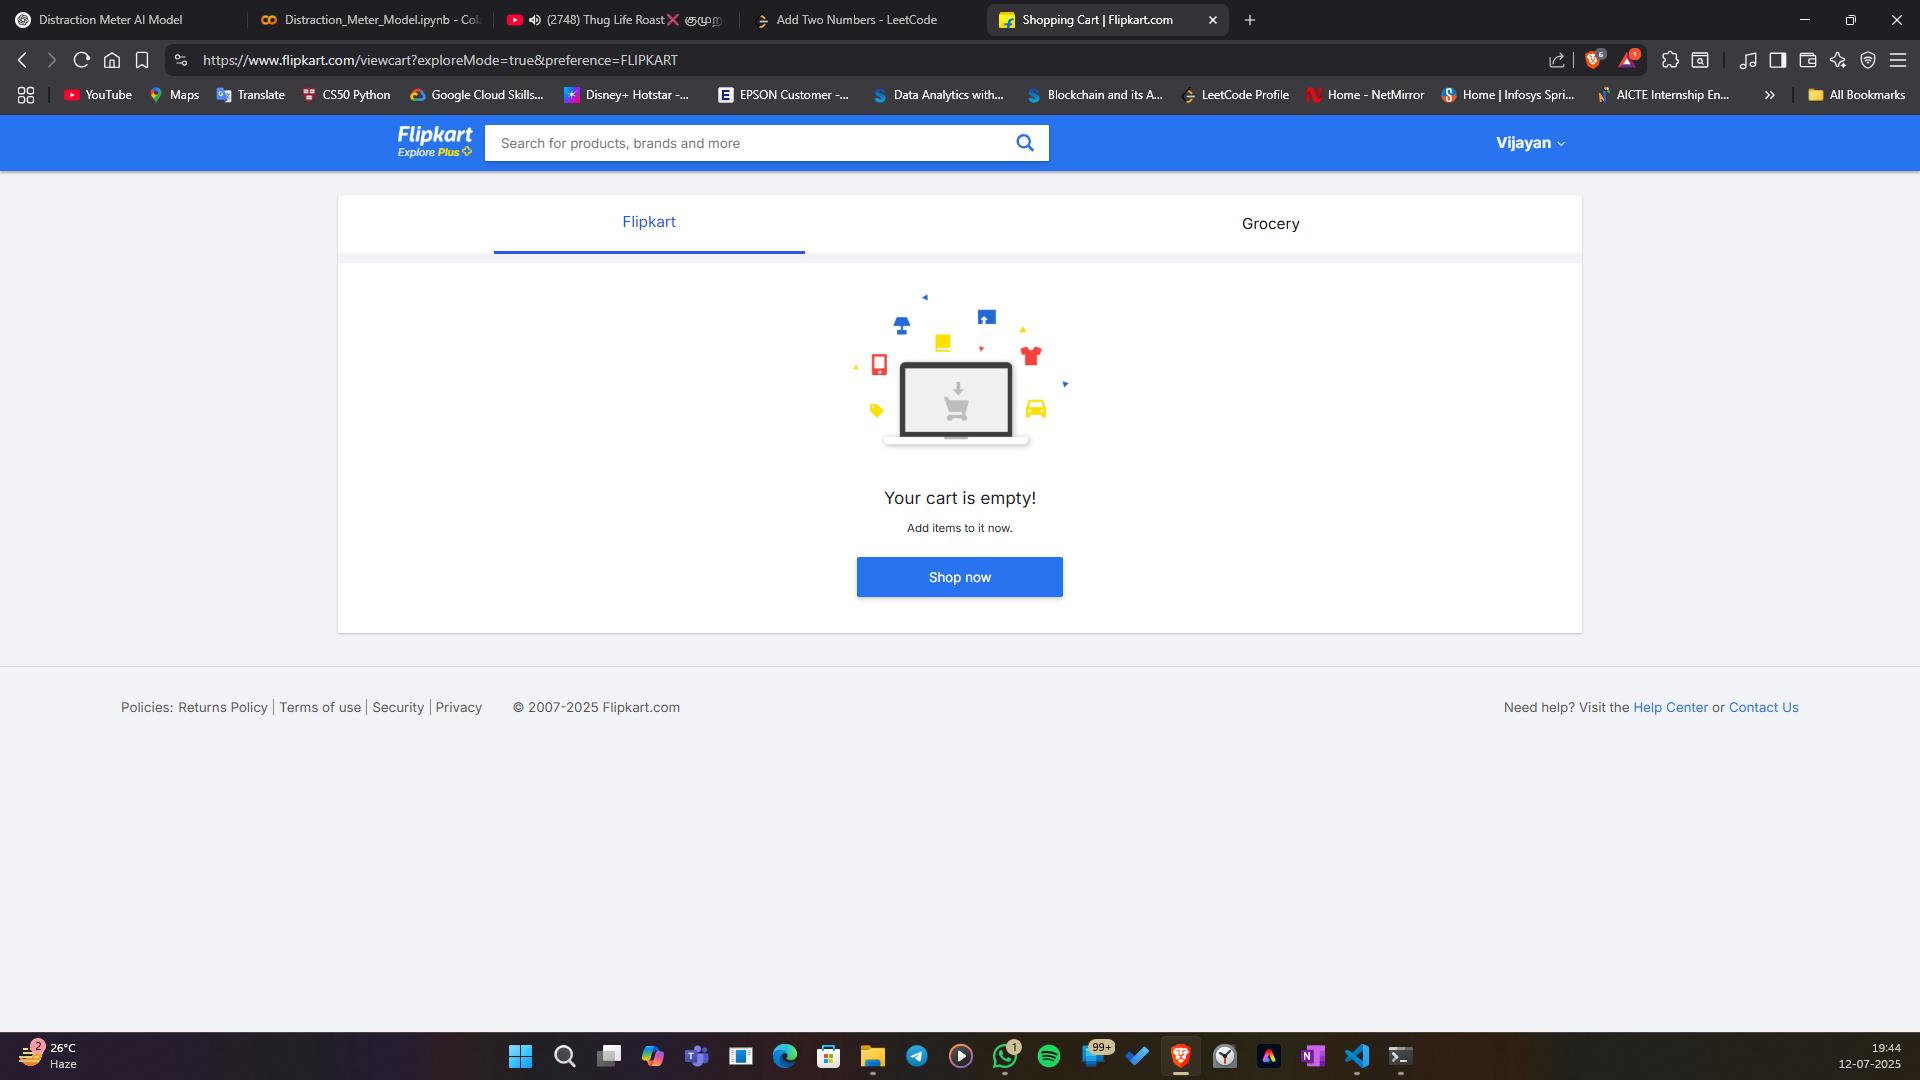 Distraction Meter AI Model
Distraction_Meter_Model.ipynb - Col
(2748) Thug Life Roast❌ குமுற
Add Two Numbers - LeetCode
Shopping Cart | Flipkart.com
https://www.flipkart.com/viewcart?exploreMode=true&preference=FLIPKART
6
1
YouTube
Maps
Translate
CS50 Python
Google Cloud Skills...
Disney+ Hotstar -...
EPSON Customer -...
Data Analytics with...
Blockchain and its A...
LeetCode Profile
Home - NetMirror
Home | Infosys Spri...
AICTE Internship En...
All Bookmarks
Flipkart
Explore Plus
Search for products, brands and more
Vijayan
Flipkart
Grocery
Your cart is empty!
Add items to it now.
Shop now
Policies: Returns Policy | Terms of use | Security | Privacy © 2007-2025 Flipkart.com
Need help? Visit the Help Center or Contact Us
2
26°C
Haze
1
99+
19:44
12-07-2025